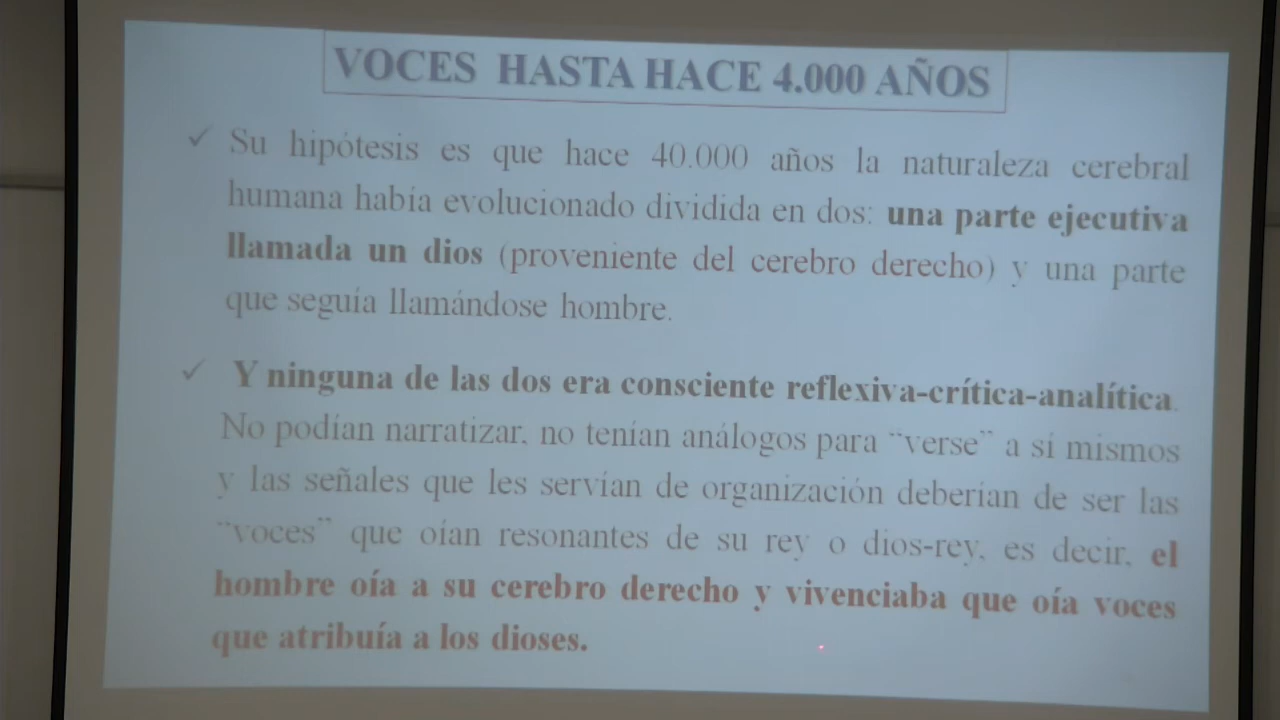 VOCES HASTA HACE 4.000 AÑOS
✓ Su hipótesis es que hace 40.000 años la naturaleza cerebral
humana había evolucionado dividida en dos: una parte ejecutiva
llamada un dios (proveniente del cerebro derecho) y una parte
que seguía llamándose hombre.
✓ Y ninguna de las dos era consciente reflexiva-crítica-analítica.
No podían narratizar, no tenían análogos para “verse” a sí mismos
y las señales que les servían de organización deberían de ser las
“voces” que oían resonantes de su rey o dios-rey, es decir, el
hombre oía a su cerebro derecho y vivenciaba que oía voces
que atribuía a los dioses.